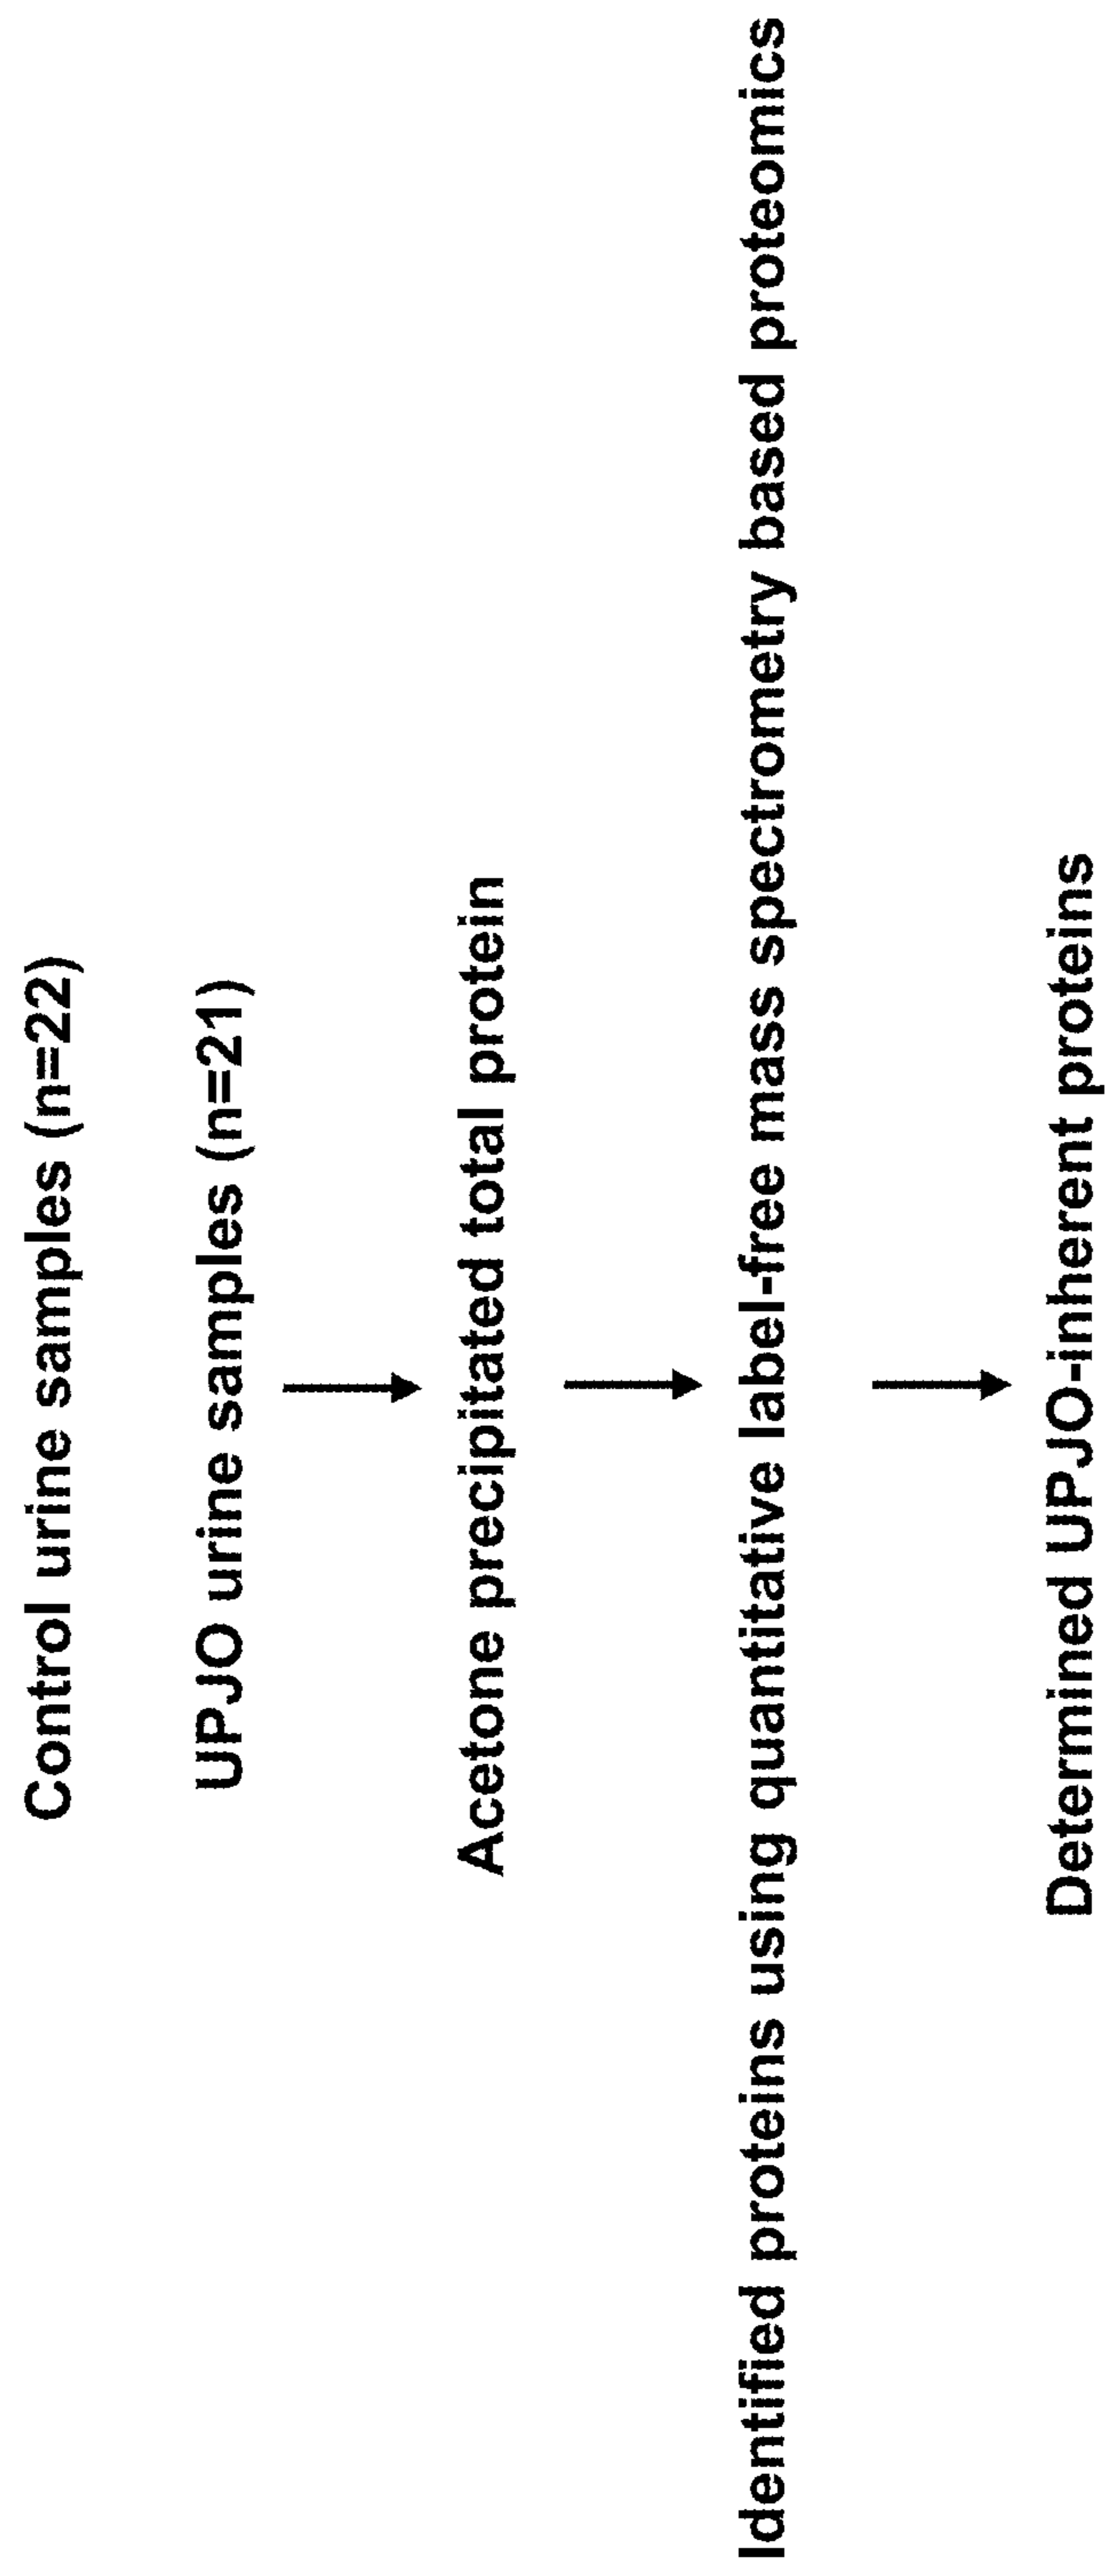 Control urine samples (n=22)
UPJO urine samples (n=21)
Acetone precipitated total protein
Identified proteins using quantitative label-free mass spectrometry based proteomics
Determined UPJO-inherent proteins